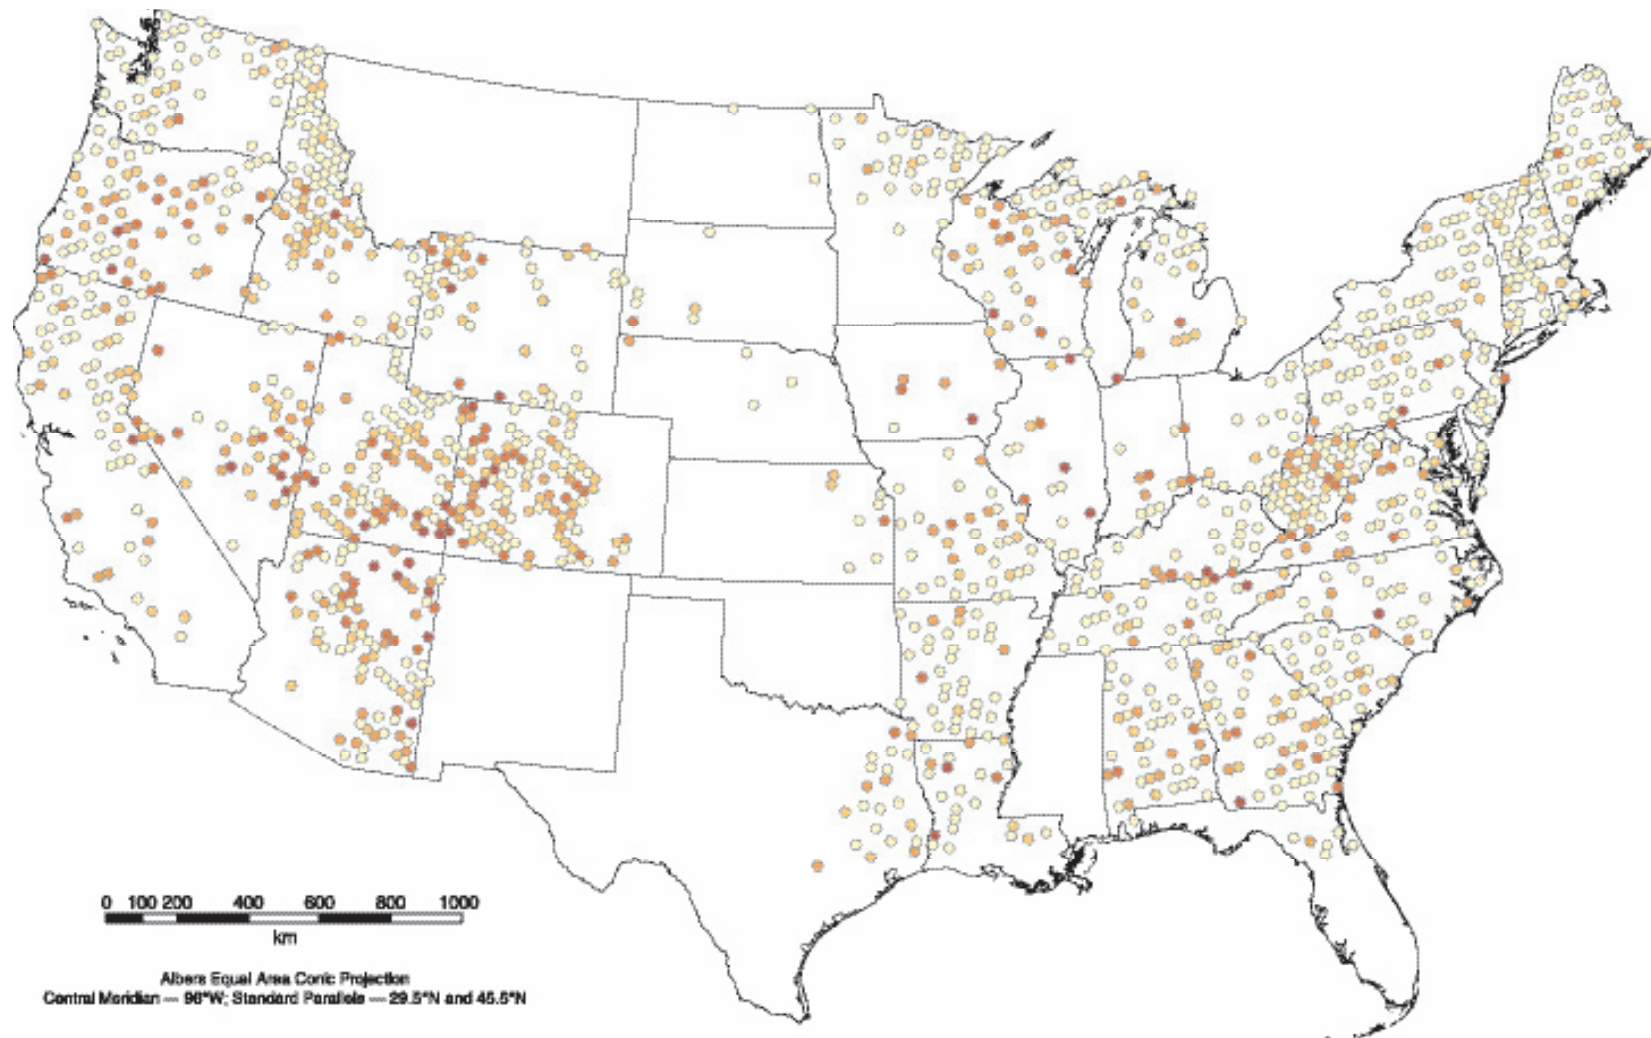 0 100 200 400 600 800 1000
km
Albers Equal Area Conic Projection
Central Meridian — 96°W; Standard Parallels — 29.5°N and 45.5°N